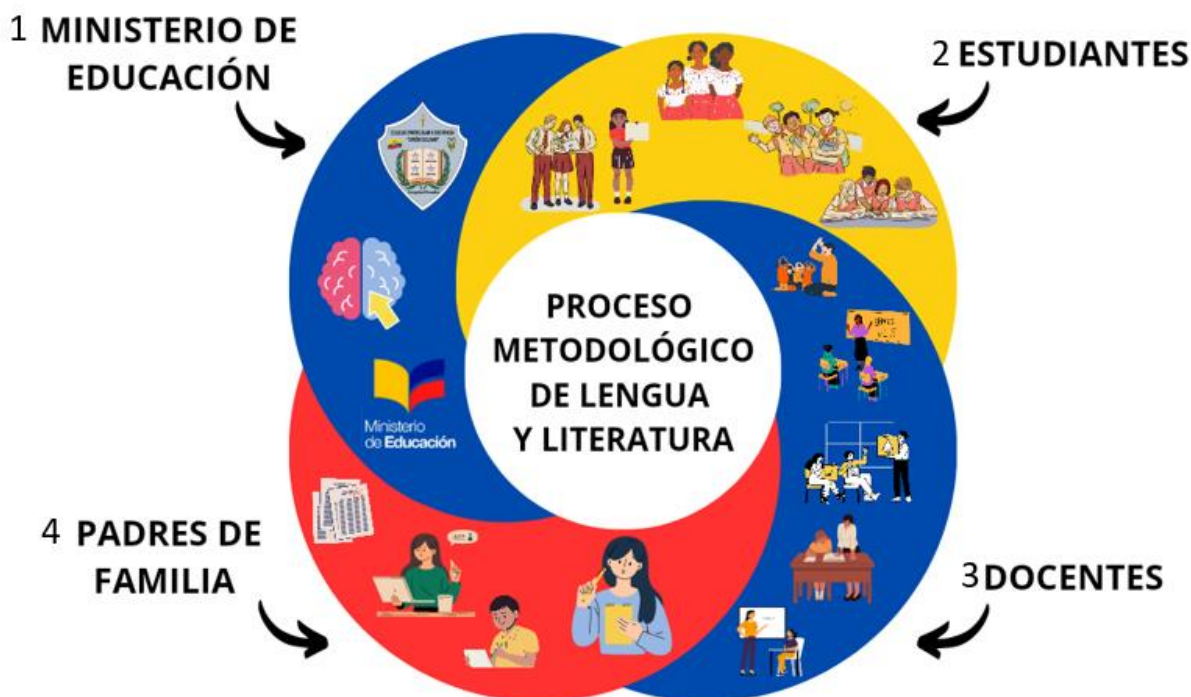 1 MINISTERIO DE
EDUCACIÓN
2 ESTUDIANTES
PROCESO
METODOLÓGICO
DE LENGUA
Y LITERATURA
Ministerio
de Educación
4 PADRES DE
FAMILIA
3 DOCENTES